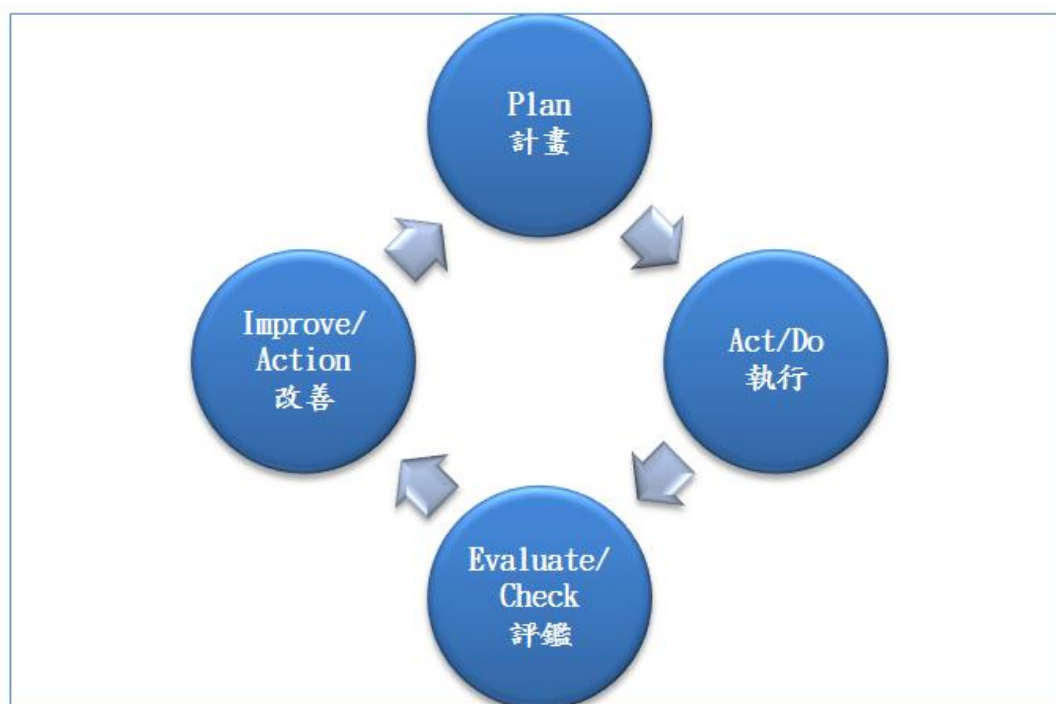 Plan
計畫
Act/Do
執行
Evaluate/
Check
評鑑
Improve/
Action
改善